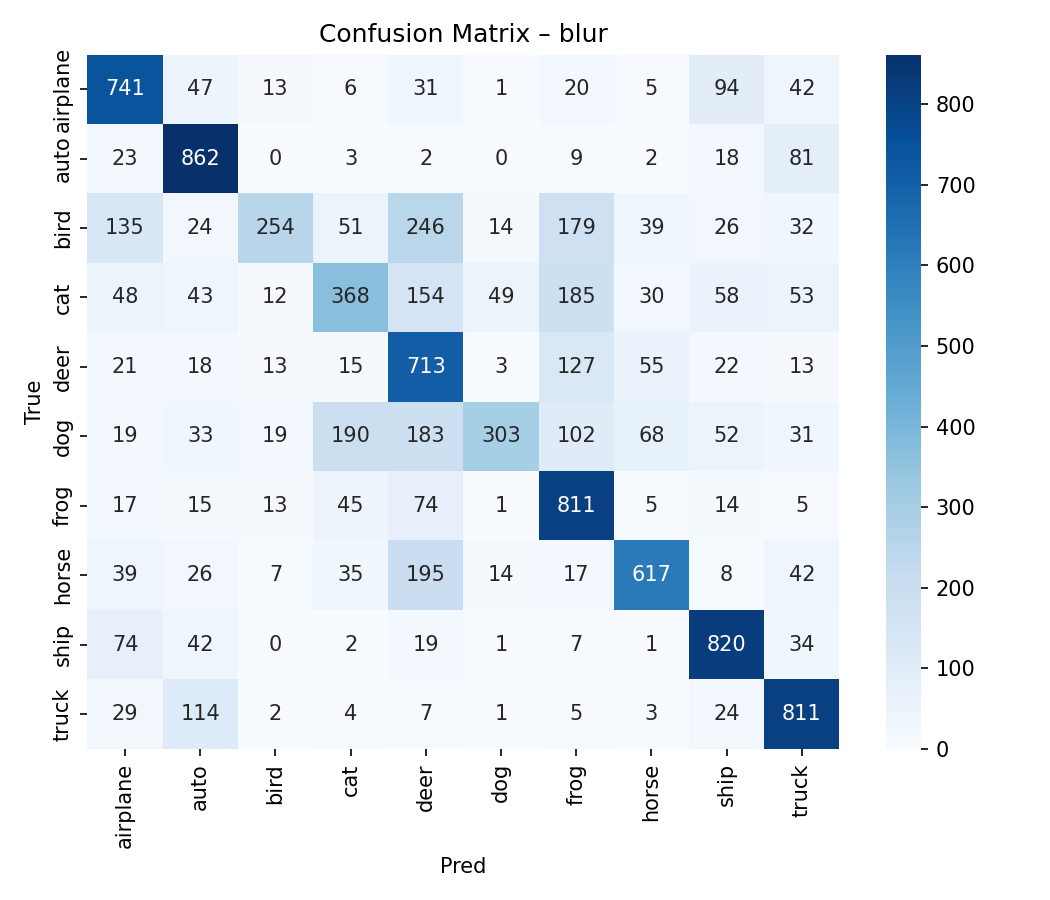 Confusion Matrix – blur
airplane 741 47 13 6 31 1 20 5 94 42
auto 23 862 0 3 2 0 9 2 18 81
bird 135 24 254 51 246 14 179 39 26 32
cat 48 43 12 368 154 49 185 30 58 53
deer 21 18 13 15 713 3 127 55 22 13
dog 19 33 19 190 183 303 102 68 52 31
frog 17 15 13 45 74 1 811 5 14 5
horse 39 26 7 35 195 14 17 617 8 42
ship 74 42 0 2 19 1 7 1 820 34
truck 29 114 2 4 7 1 5 3 24 811
airplane auto bird cat deer dog frog horse ship truck
True
Pred
800
700
600
500
400
300
200
100
0